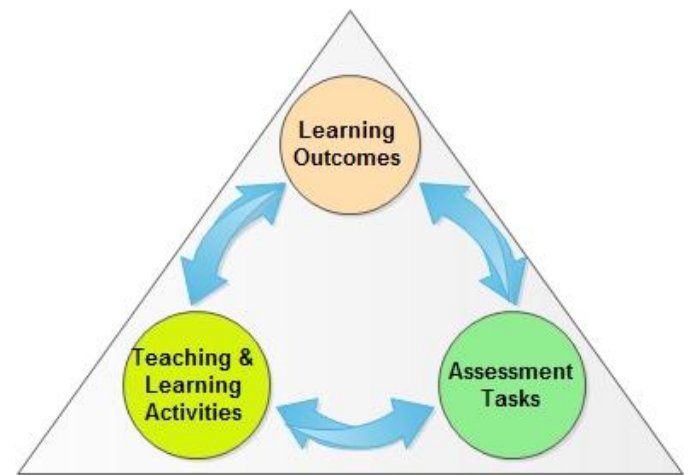 Learning
Outcomes
Teaching &
Learning
Activities
Assessment
Tasks